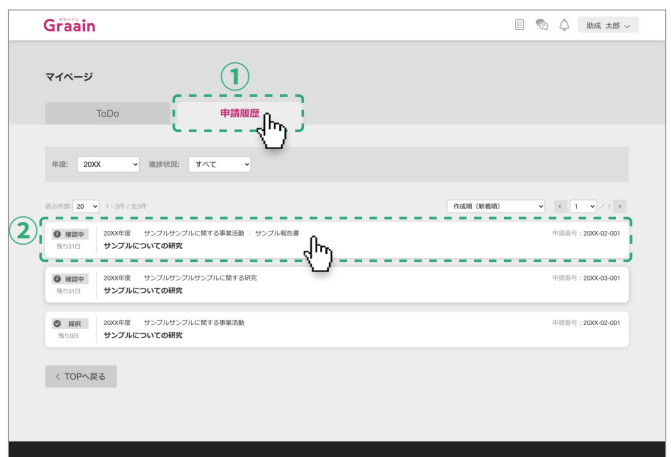 グラーイン
Graain
助成 太郎
マイページ
①
ToDo
申請履歴
年度: 20XX 進捗状況: すべて
表示件数 20 1 - 3件 / 全3件 作成順（新着順） < 1 / 1 >
②
確認中 20XX年度 サンプルサンプルに関する事業活動 / サンプル報告書 申請番号：20XX-02-001
残り31日 サンプルについての研究
確認中 20XX年度 サンプルサンプルサンプルに関する研究 申請番号：20XX-03-001
残り31日 サンプルについての研究
採択 20XX年度 サンプルサンプルに関する事業活動 申請番号：20XX-02-001
残り0日 サンプルについての研究
< TOPへ戻る